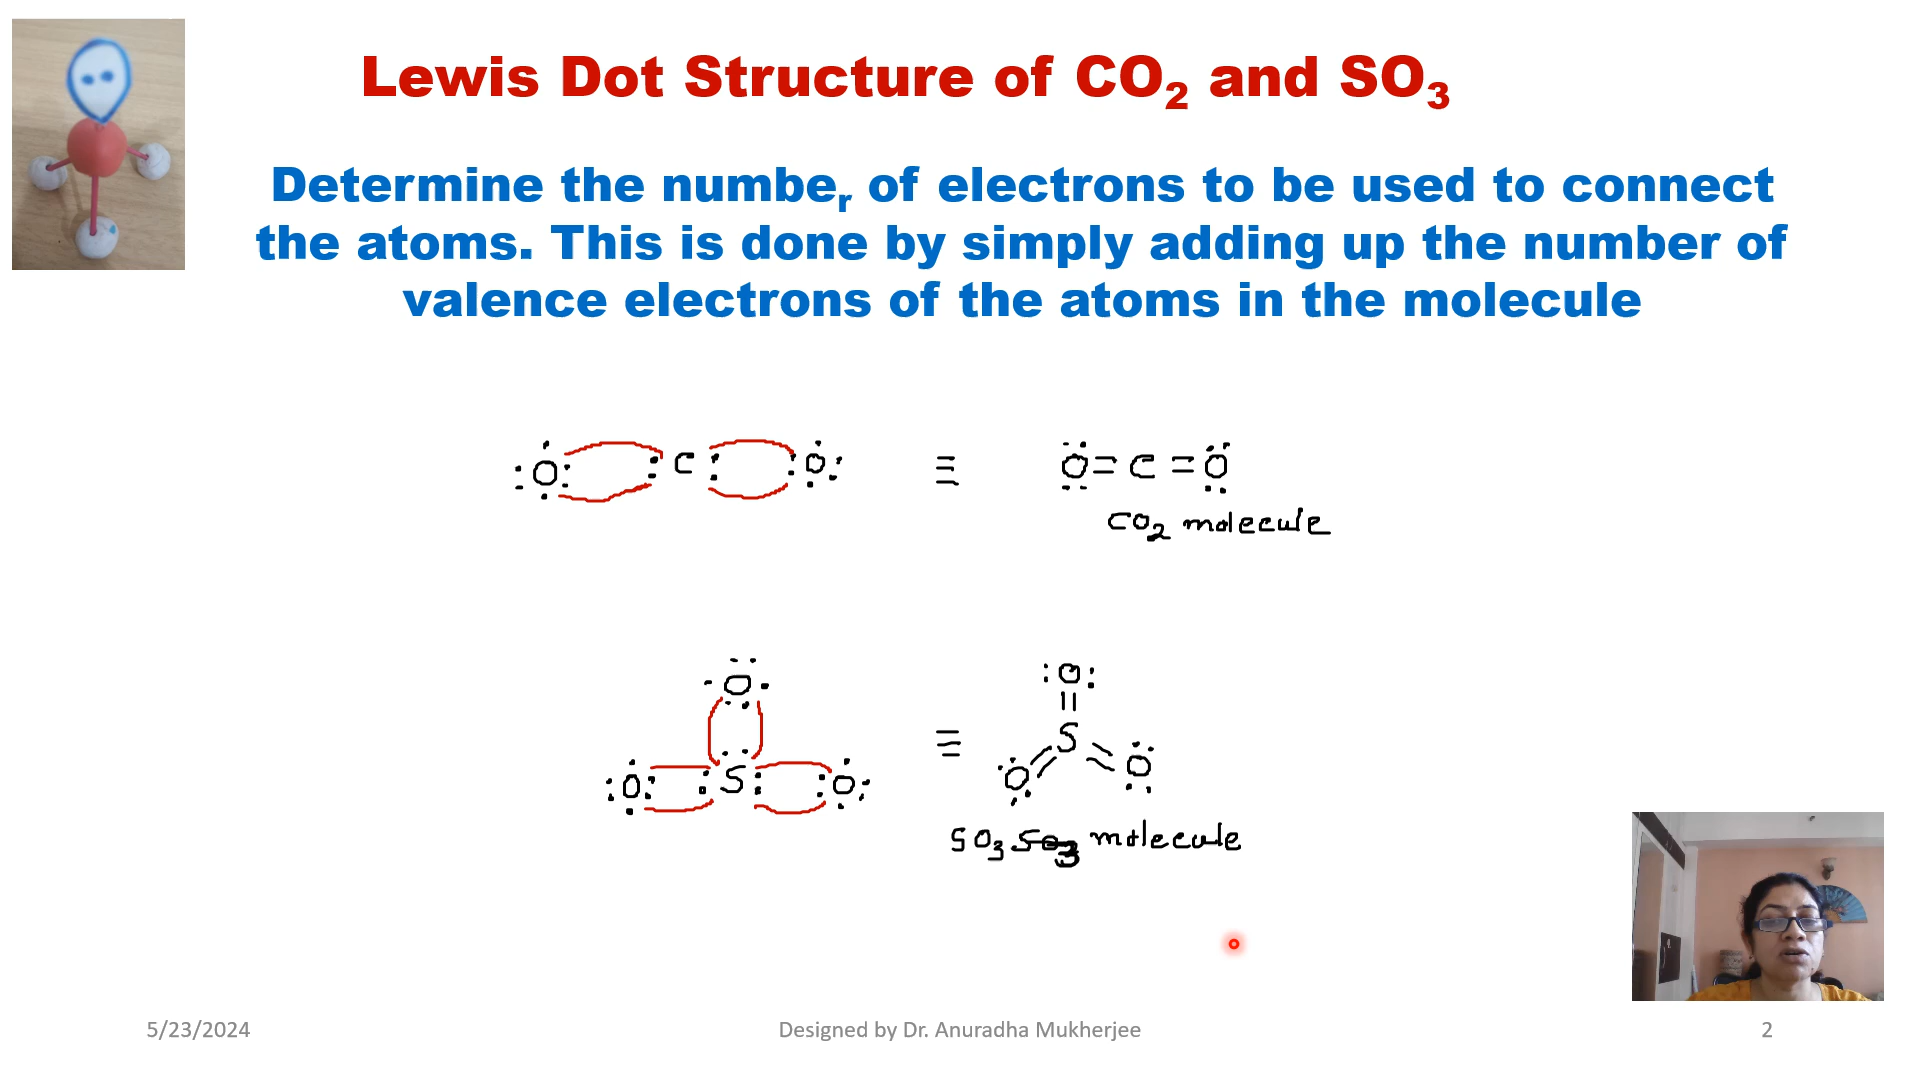 Lewis Dot Structure of CO₂ and SO₃
Determine the number of electrons to be used to connect
the atoms. This is done by simply adding up the number of
valence electrons of the atoms in the molecule
:Ö: :C: :Ö: ≡ Ö=C=Ö
CO₂ molecule
Ö
:Ö: :S: :Ö: ≡
:O:
||
S
O O
SO₃ SO₃ molecule
5/23/2024
Designed by Dr. Anuradha Mukherjee
2